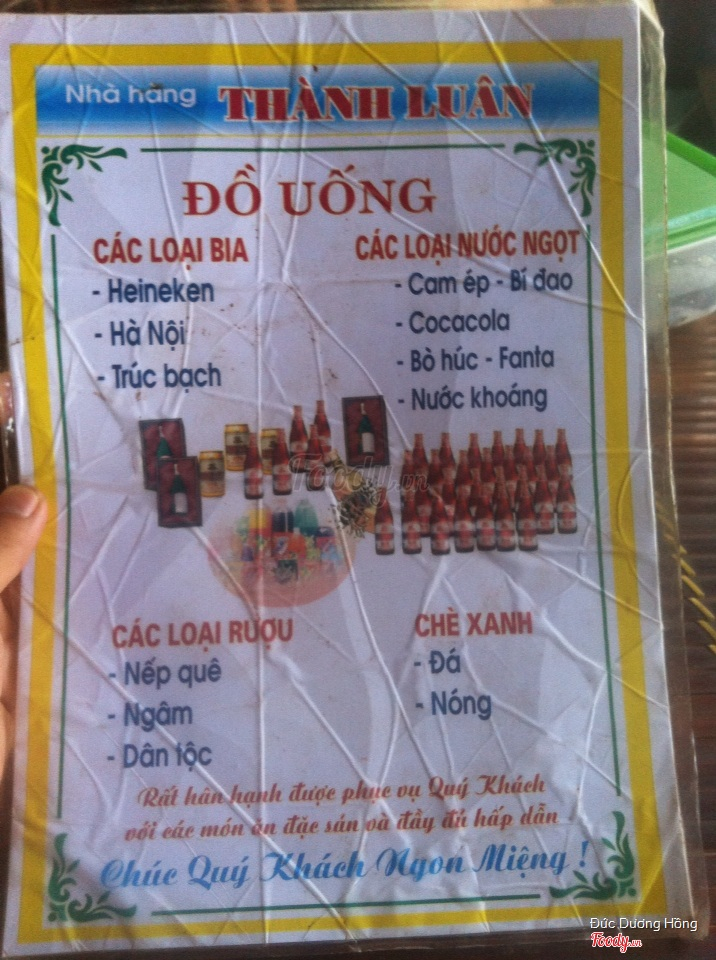 Nhà hàng THÀNH LUÂN
ĐỒ UỐNG
CÁC LOẠI BIA
- Heineken
- Hà Nội
- Trúc bạch
CÁC LOẠI NƯỚC NGỌT
- Cam ép - Bí đao
- Cocacola
- Bò húc - Fanta
- Nước khoáng
Foody.vn
CÁC LOẠI RƯỢU
- Nếp quê
- Ngâm
- Dân tộc
CHÈ XANH
- Đá
- Nóng
Rất hân hạnh được phục vụ Quý Khách
với các món ăn đặc sản và đầy đủ hấp dẫn
Chúc Quý Khách Ngon Miệng !
Đức Dương Hồng
Foody.vn